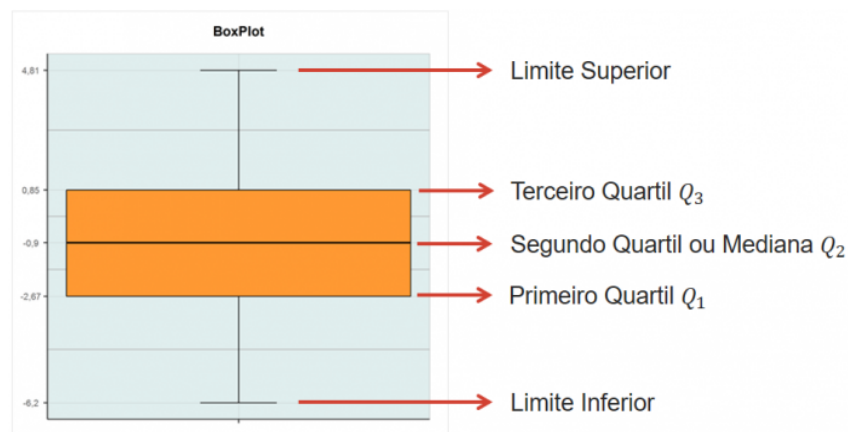 BoxPlot
4,81
Limite Superior
0,85
Terceiro Quartil Q₃
-0,9
Segundo Quartil ou Mediana Q₂
-2,67
Primeiro Quartil Q₁
-6,2
Limite Inferior